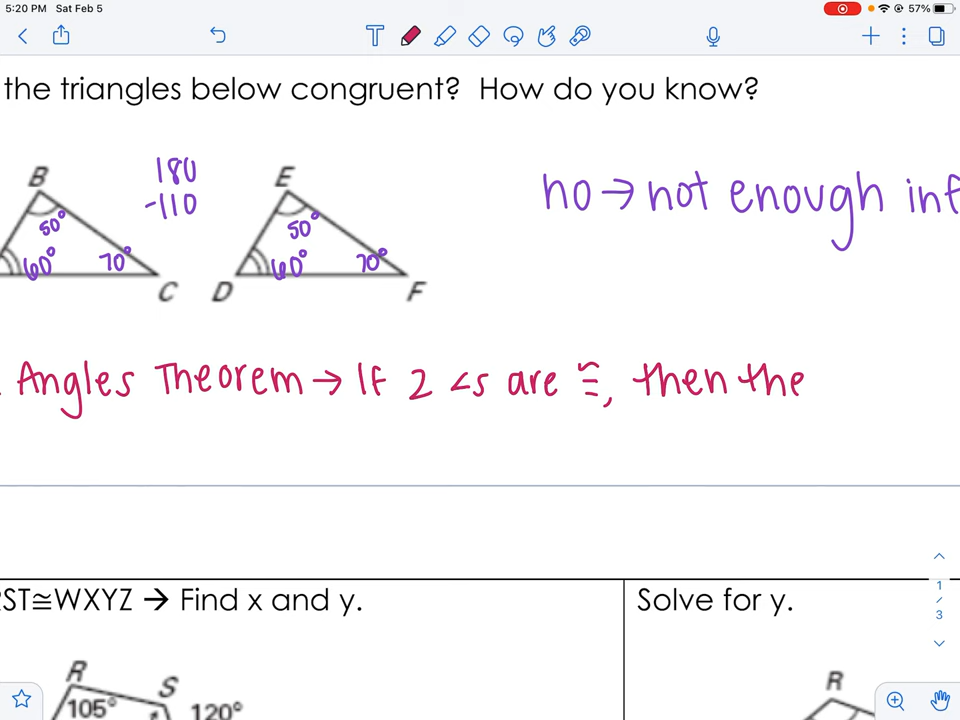 5:20 PM Sat Feb 5
57%
the triangles below congruent? How do you know?
B
180
-110
E
no → not enough inf
50°
50°
60°
70°
60°
70°
C
D
F
Angles Theorem → If 2 ∠s are ≅, then the
1
/
3
RST≅WXYZ → Find x and y.
Solve for y.
R
S
R
105°
120°